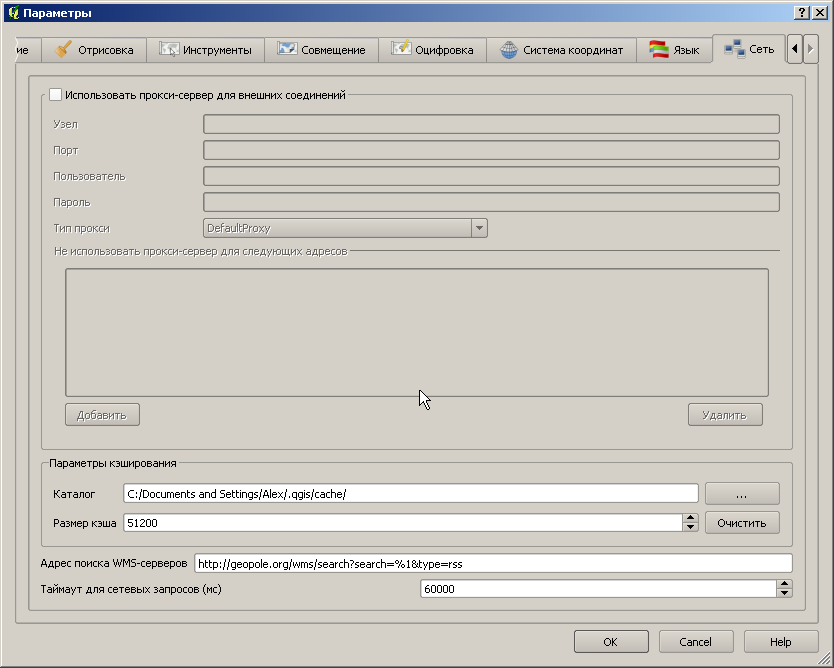 Параметры
ие
Отрисовка
Инструменты
Совмещение
Оцифровка
Система координат
Язык
Сеть
Использовать прокси-сервер для внешних соединений
Узел
Порт
Пользователь
Пароль
Тип прокси
DefaultProxy
Не использовать прокси-сервер для следующих адресов
Добавить
Удалить
Параметры кэширования
Каталог
C:/Documents and Settings/Alex/.qgis/cache/
...
Размер кэша
51200
Очистить
Адрес поиска WMS-серверов
http://geopole.org/wms/search?search=%1&type=rss
Таймаут для сетевых запросов (мс)
60000
OK
Cancel
Help